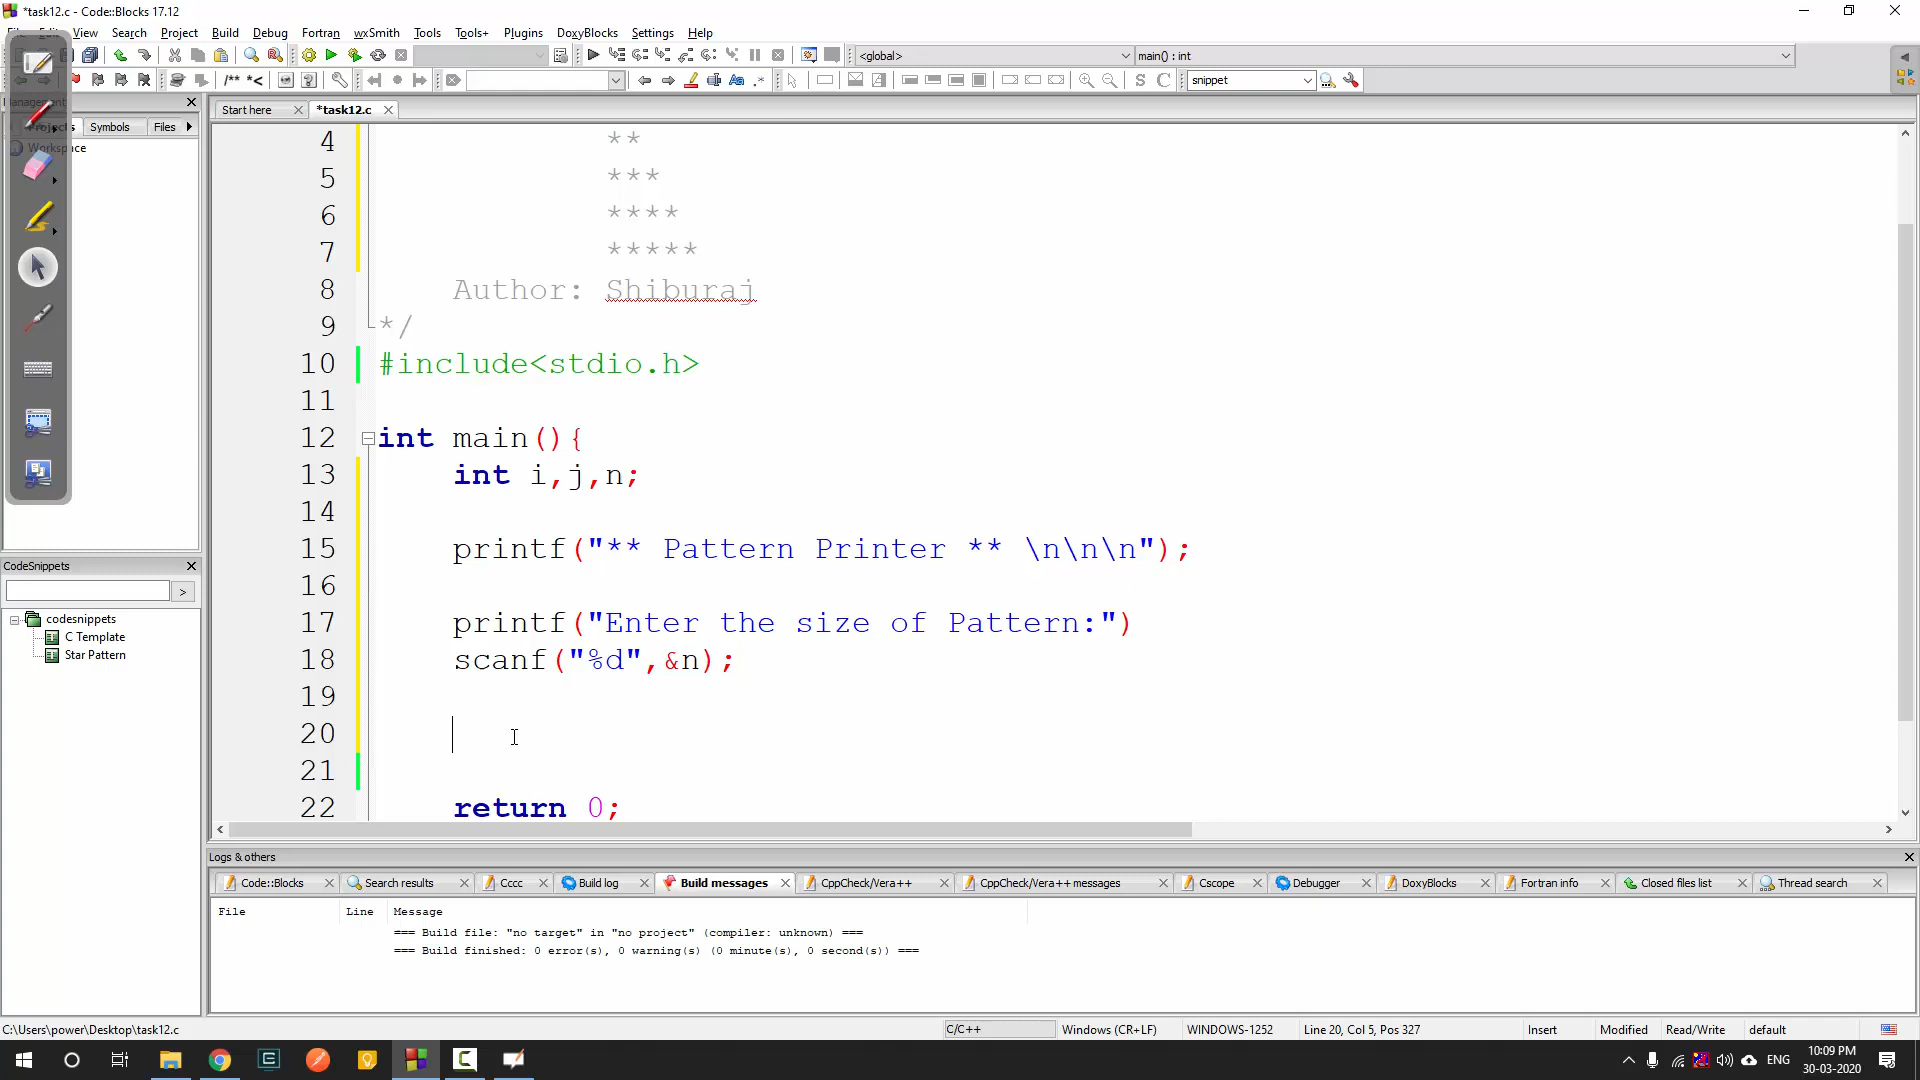 *task12.c - Code::Blocks 17.12
View Search Project Build Debug Fortran wxSmith Tools Tools+ Plugins DoxyBlocks Settings Help
<global> main() : int
/** *< Aa .* S C snippet
Management
Projects Symbols Files
Workspace
Start here *task12.c
4 **
5 ***
6 ****
7 *****
8 Author: Shiburaj
9 */
10 #include<stdio.h>
11
12 int main(){
13 int i,j,n;
14
15 printf("** Pattern Printer ** \n\n\n");
16
17 printf("Enter the size of Pattern:")
18 scanf("%d",&n);
19
20
21
22 return 0;
CodeSnippets
>
codesnippets
C Template
Star Pattern
Logs & others
Code::Blocks Search results Cccc Build log Build messages CppCheck/Vera++ CppCheck/Vera++ messages Cscope Debugger DoxyBlocks Fortran info Closed files list Thread search
File Line Message
=== Build file: "no target" in "no project" (compiler: unknown) ===
=== Build finished: 0 error(s), 0 warning(s) (0 minute(s), 0 second(s)) ===
C:\Users\power\Desktop\task12.c C/C++ Windows (CR+LF) WINDOWS-1252 Line 20, Col 5, Pos 327 Insert Modified Read/Write default
ENG 10:09 PM
30-03-2020